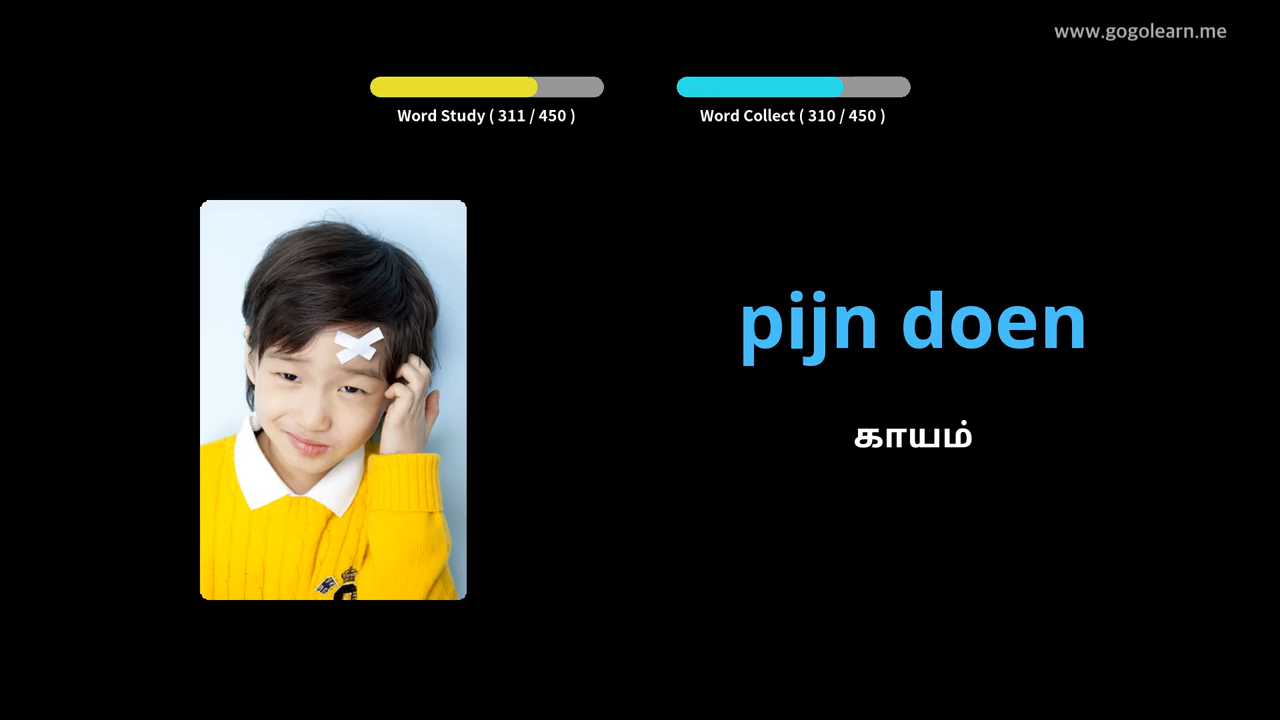 www.gogolearn.me
Word Study ( 311 / 450 )
Word Collect ( 310 / 450 )
pijn doen
காயம்